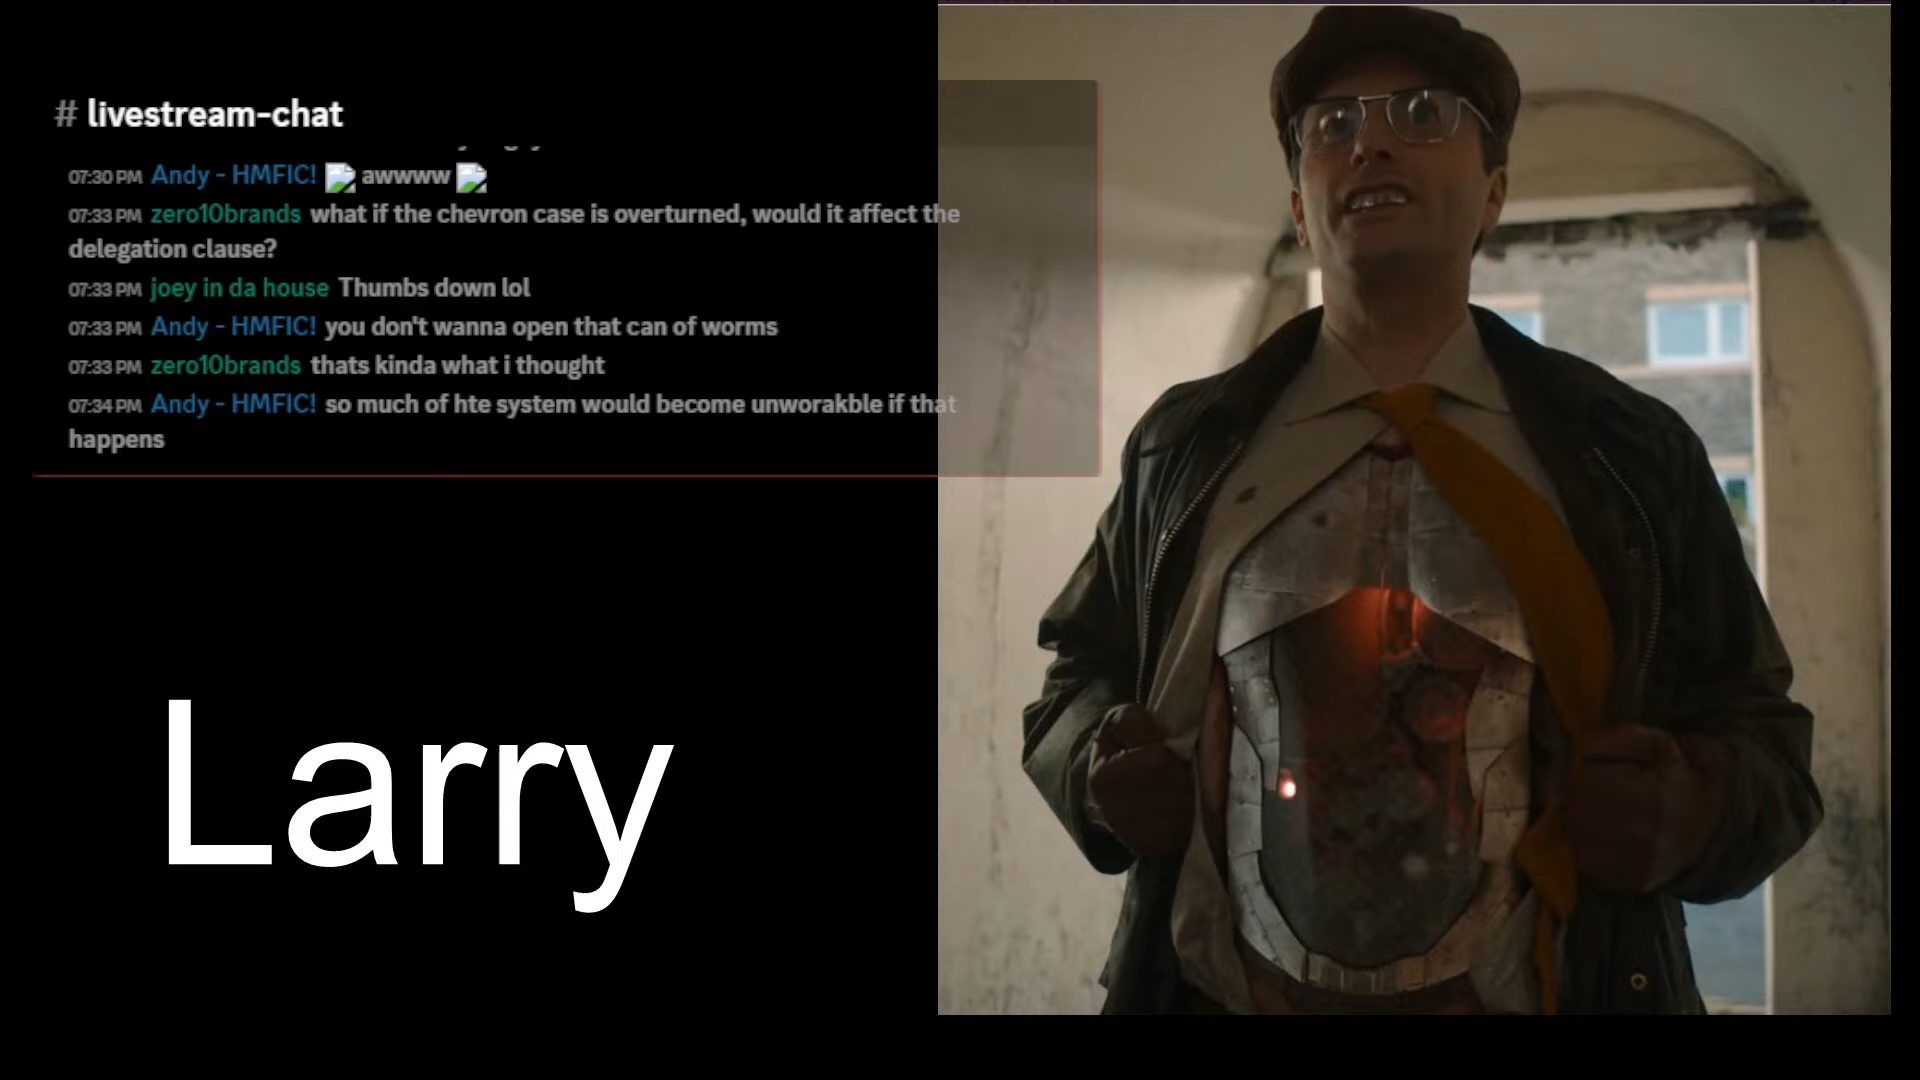 # livestream-chat
07:30 PM Andy - HMFIC! awwww
07:33 PM zero10brands what if the chevron case is overturned, would it affect the
delegation clause?
07:33 PM joey in da house Thumbs down lol
07:33 PM Andy - HMFIC! you don't wanna open that can of worms
07:33 PM zero10brands thats kinda what i thought
07:34 PM Andy - HMFIC! so much of hte system would become unworakble if that
happens
Larry